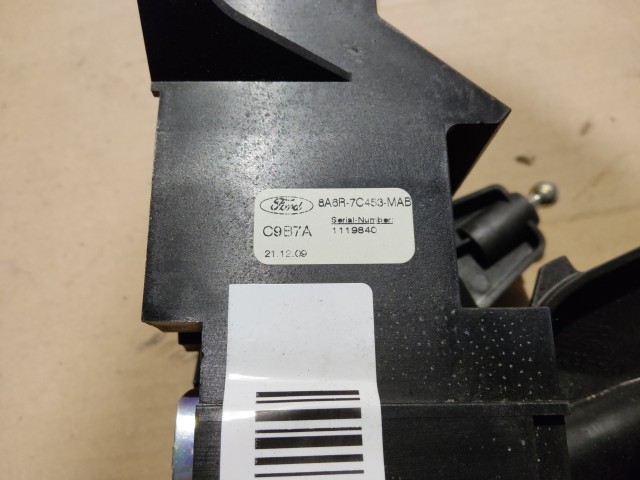 Ford 8A6R-7C453-MAB
Serial-Number:
C9B7A 1119840
21.12.09